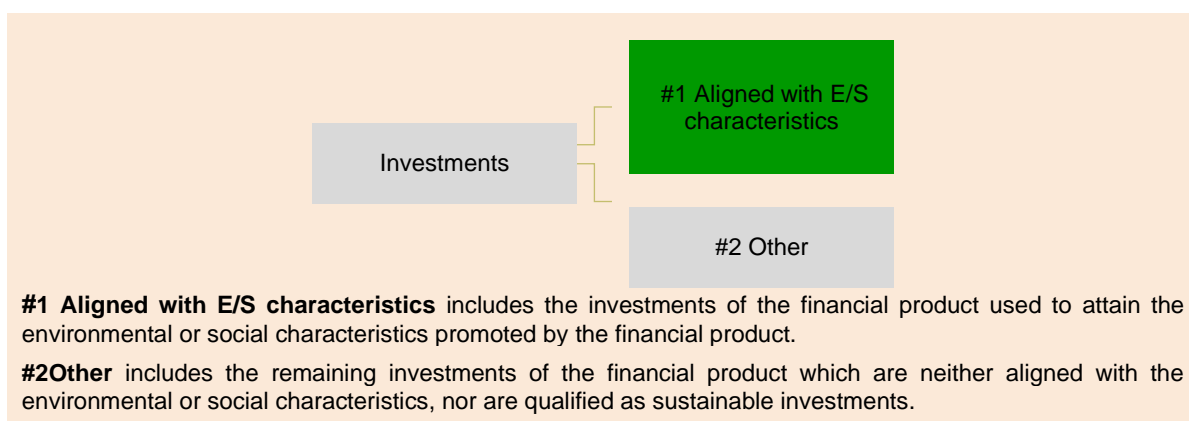 #1 Aligned with E/S
characteristics
Investments
#2 Other
#1 Aligned with E/S characteristics includes the investments of the financial product used to attain the
environmental or social characteristics promoted by the financial product.
#2Other includes the remaining investments of the financial product which are neither aligned with the
environmental or social characteristics, nor are qualified as sustainable investments.